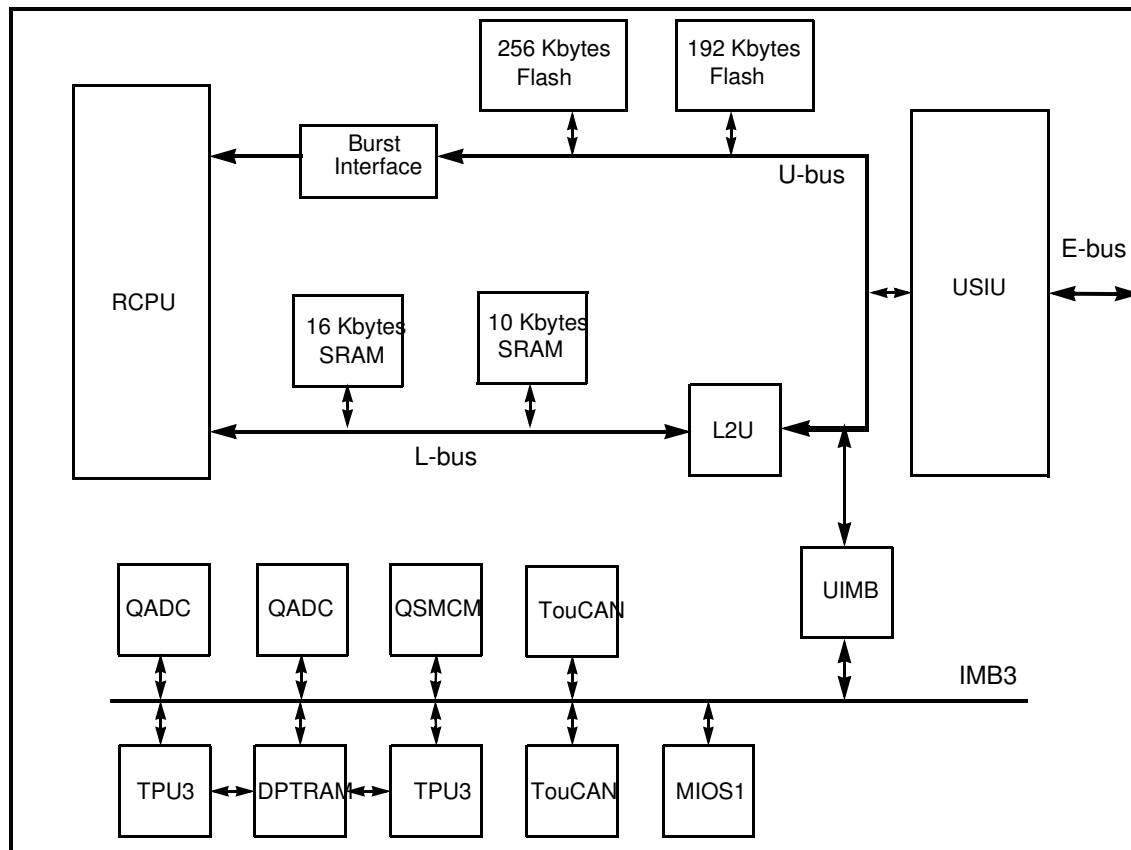 256 Kbytes
Flash
192 Kbytes
Flash
Burst
Interface
U-bus
E-bus
RCPU
USIU
16 Kbytes
SRAM
10 Kbytes
SRAM
L2U
L-bus
UIMB
QADC
QADC
QSMCM
TouCAN
IMB3
TPU3
DPTRAM
TPU3
TouCAN
MIOS1